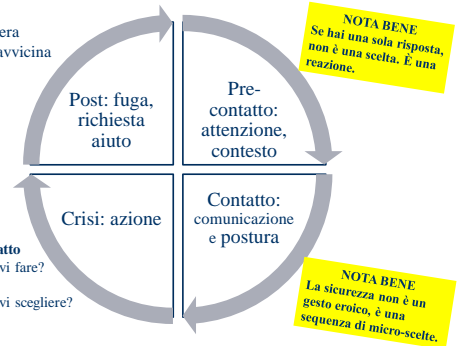 era
avvicina
NOTA BENE
Se hai una sola risposta,
non è una scelta. È una
reazione.
Post: fuga,
richiesta
aiuto
Pre-
contatto:
attenzione,
contesto
Crisi: azione
Contatto:
comunicazione
e postura
atto
vi fare?
vi scegliere?
NOTA BENE
La sicurezza non è un
gesto eroico, è una
sequenza di micro-scelte.